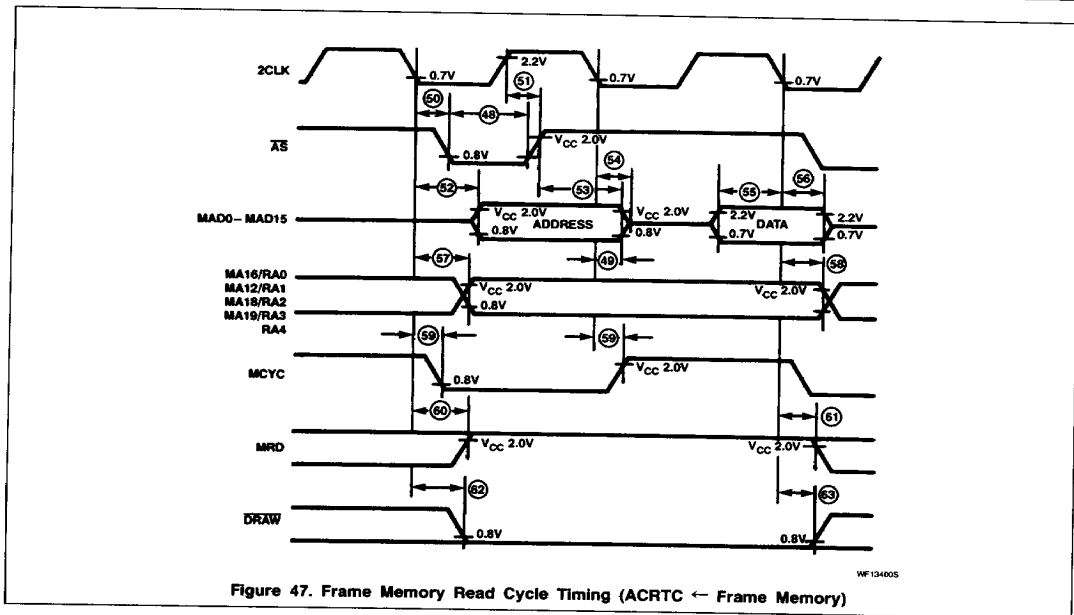 2CLK
0.7V
2.2V
0.7V
0.7V
50
48
51
AS
0.8V
VCC 2.0V
54
52
53
55
56
MAD0–MAD15
VCC 2.0V
0.8V
ADDRESS
VCC 2.0V
0.8V
2.2V
0.7V
DATA
2.2V
0.7V
57
49
58
MA16/RA0
MA12/RA1
MA18/RA2
MA19/RA3
RA4
VCC 2.0V
0.8V
VCC 2.0V
59
59
MCYC
0.8V
VCC 2.0V
60
61
MRD
VCC 2.0V
VCC 2.0V
62
63
DRAW
0.8V
0.8V
WF13400S
Figure 47. Frame Memory Read Cycle Timing (ACRTC ← Frame Memory)